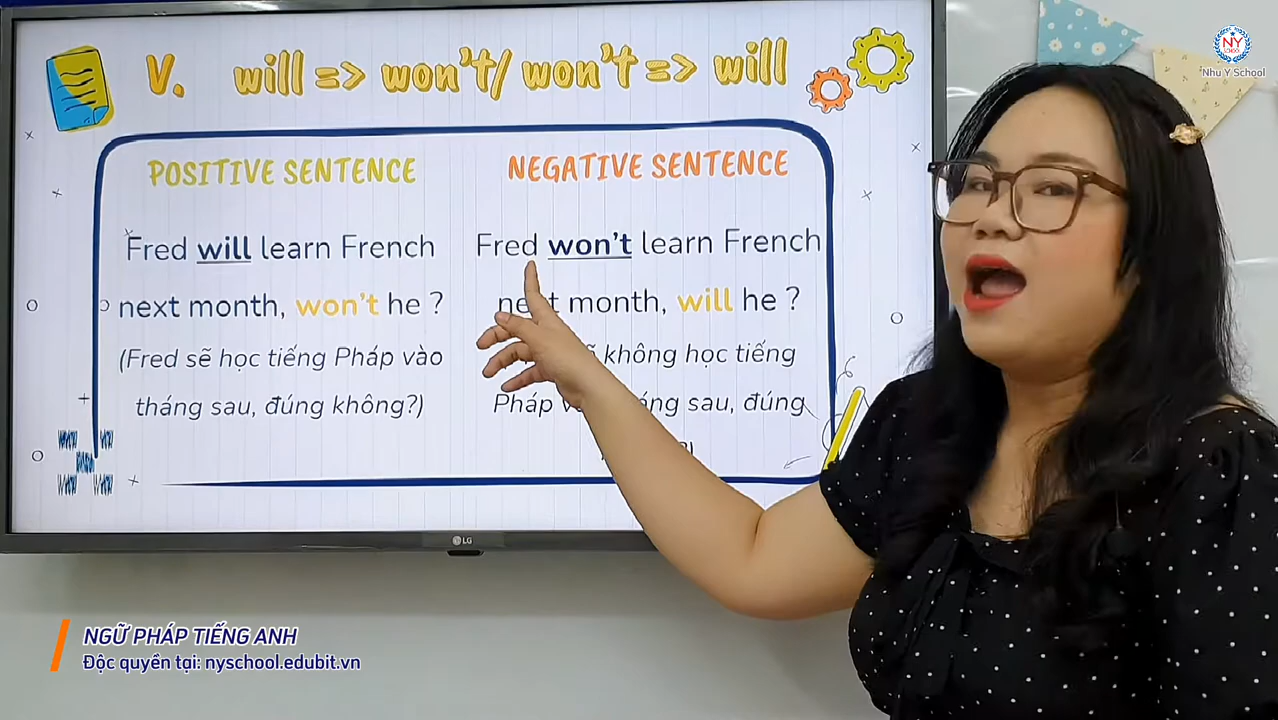 V. will => won't/ won't => will
POSITIVE SENTENCE
Fred will learn French
next month, won't he ?
(Fred sẽ học tiếng Pháp vào
tháng sau, đúng không?)
NEGATIVE SENTENCE
Fred won't learn French
next month, will he ?
không học tiếng
Pháp sau, đúng
LG
NY
Nhu Y School
NGỮ PHÁP TIẾNG ANH
Độc quyền tại: nyschool.edubit.vn